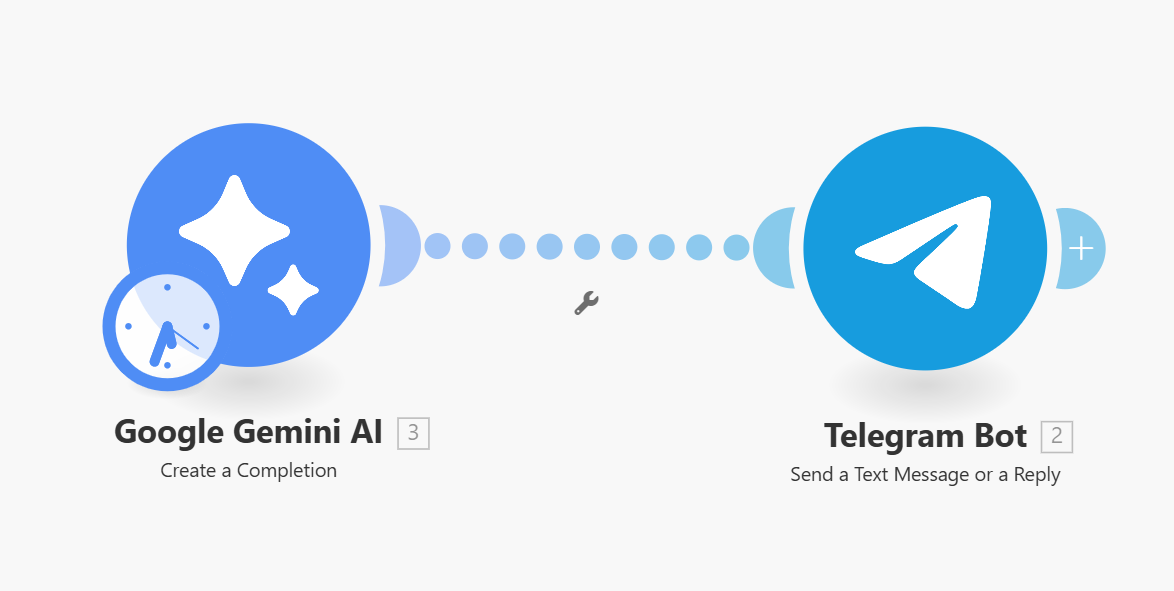 Google Gemini AI 3
Create a Completion
Telegram Bot 2
Send a Text Message or a Reply